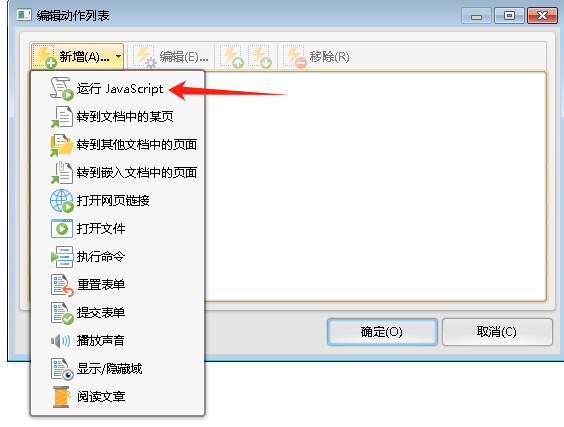 编辑动作列表
新增(A)... 编辑(E)... 移除(R)
运行 JavaScript
转到文档中的某页
转到其他文档中的页面
转到嵌入文档中的页面
打开网页链接
打开文件
执行命令
重置表单
提交表单
播放声音
显示/隐藏域
阅读文章
确定(O) 取消(C)